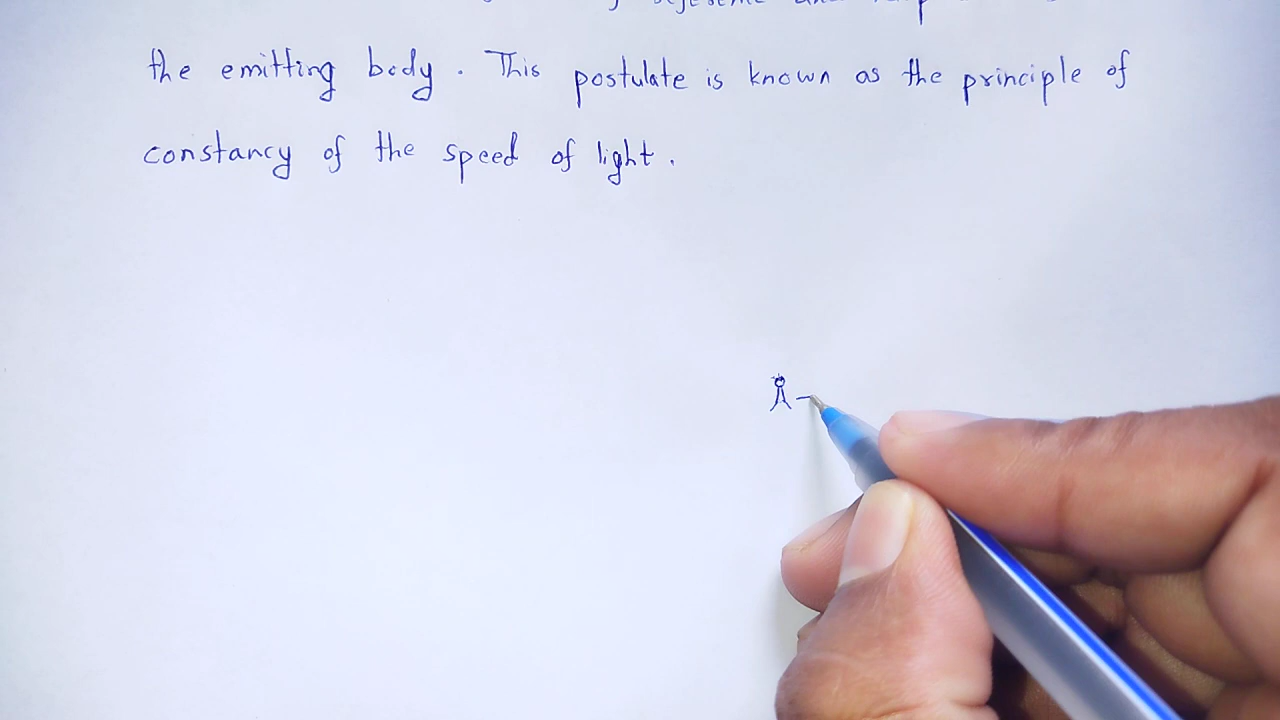 the emitting body. This postulate is known as the principle of
constancy of the speed of light.